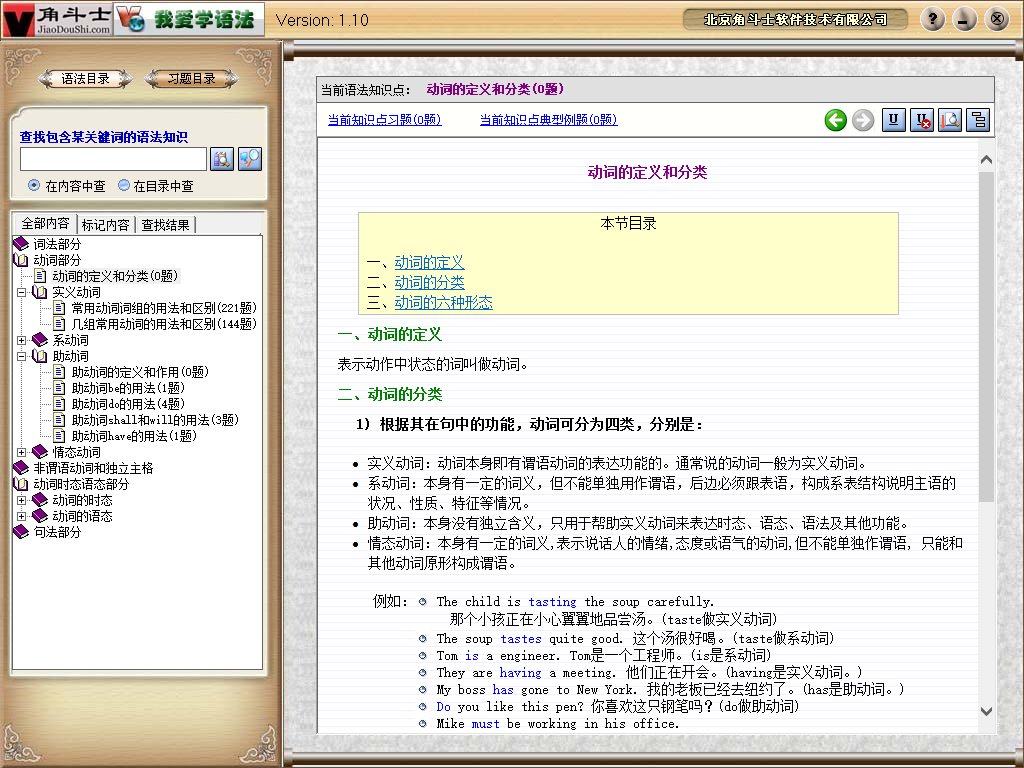 角斗士
JiaoDouShi.com
我爱学语法
Version: 1.10
北京角斗士软件技术有限公司
语法目录
习题目录
查找包含某关键词的语法知识
在内容中查
在目录中查
全部内容
标记内容
查找结果
词法部分
动词部分
动词的定义和分类(0题)
实义动词
常用动词词组的用法和区别(221题)
几组常用动词的用法和区别(144题)
系动词
助动词
助动词的定义和作用(0题)
助动词be的用法(1题)
助动词do的用法(4题)
助动词shall和will的用法(3题)
助动词have的用法(1题)
情态动词
非谓语动词和独立主格
动词时态语态部分
动词的时态
动词的语态
句法部分
当前语法知识点: 动词的定义和分类(0题)
当前知识点习题(0题)
当前知识点典型例题(0题)
动词的定义和分类
本节目录
一、动词的定义
二、动词的分类
三、动词的六种形态
一、动词的定义
表示动作中状态的词叫做动词。
二、动词的分类
1) 根据其在句中的功能，动词可分为四类，分别是：
• 实义动词：动词本身即有谓语动词的表达功能的。通常说的动词一般为实义动词。
• 系动词：本身有一定的词义，但不能单独用作谓语，后边必须跟表语，构成系表结构说明主语的
状况、性质、特征等情况。
• 助动词：本身没有独立含义，只用于帮助实义动词来表达时态、语态、语法及其他功能。
• 情态动词：本身有一定的词义,表示说话人的情绪,态度或语气的动词,但不能单独作谓语, 只能和
其他动词原形构成谓语。
例如: The child is tasting the soup carefully.
那个小孩正在小心翼翼地品尝汤。(taste做实义动词)
The soup tastes quite good. 这个汤很好喝。(taste做系动词)
Tom is a engineer. Tom是一个工程师。(is是系动词)
They are having a meeting. 他们正在开会。(having是实义动词。)
My boss has gone to New York. 我的老板已经去纽约了。(has是助动词。)
Do you like this pen? 你喜欢这只钢笔吗？(do做助动词)
Mike must be working in his office.